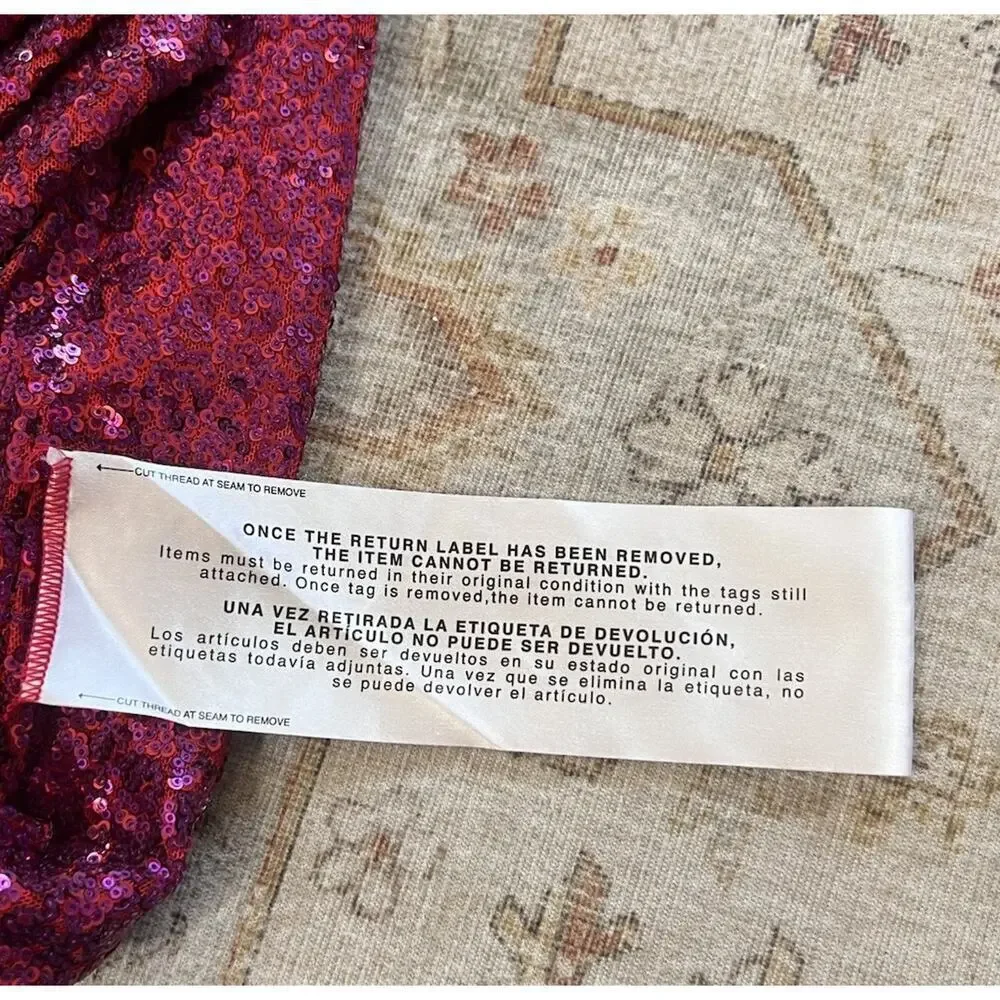 CUT THREAD AT SEAM TO REMOVE
ONCE THE RETURN LABEL HAS BEEN REMOVED,
THE ITEM CANNOT BE RETURNED.
Items must be returned in their original condition with the tags still
attached. Once tag is removed,the item cannot be returned.
UNA VEZ RETIRADA LA ETIQUETA DE DEVOLUCIÓN,
EL ARTÍCULO NO PUEDE SER DEVUELTO.
Los artículos deben ser devueltos en su estado original con las
etiquetas todavía adjuntas. Una vez que se elimina la etiqueta, no
se puede devolver el artículo.
CUT THREAD AT SEAM TO REMOVE